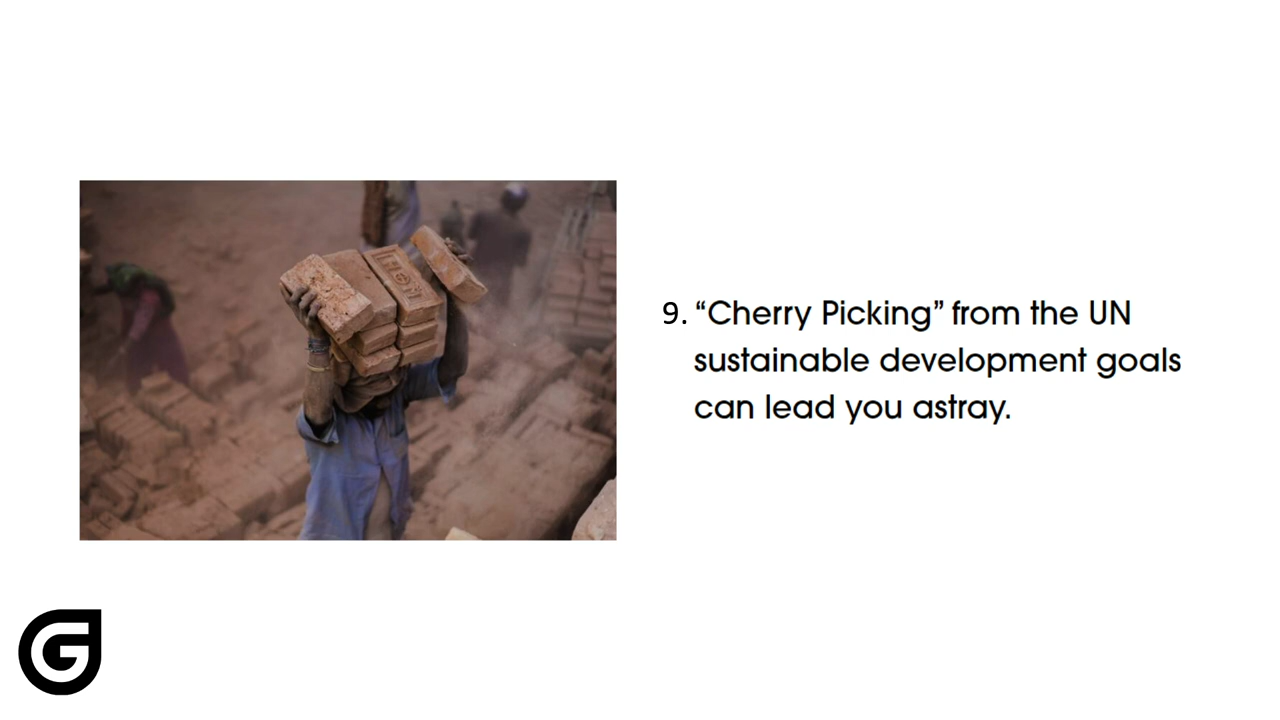 9. “Cherry Picking” from the UN
sustainable development goals
can lead you astray.